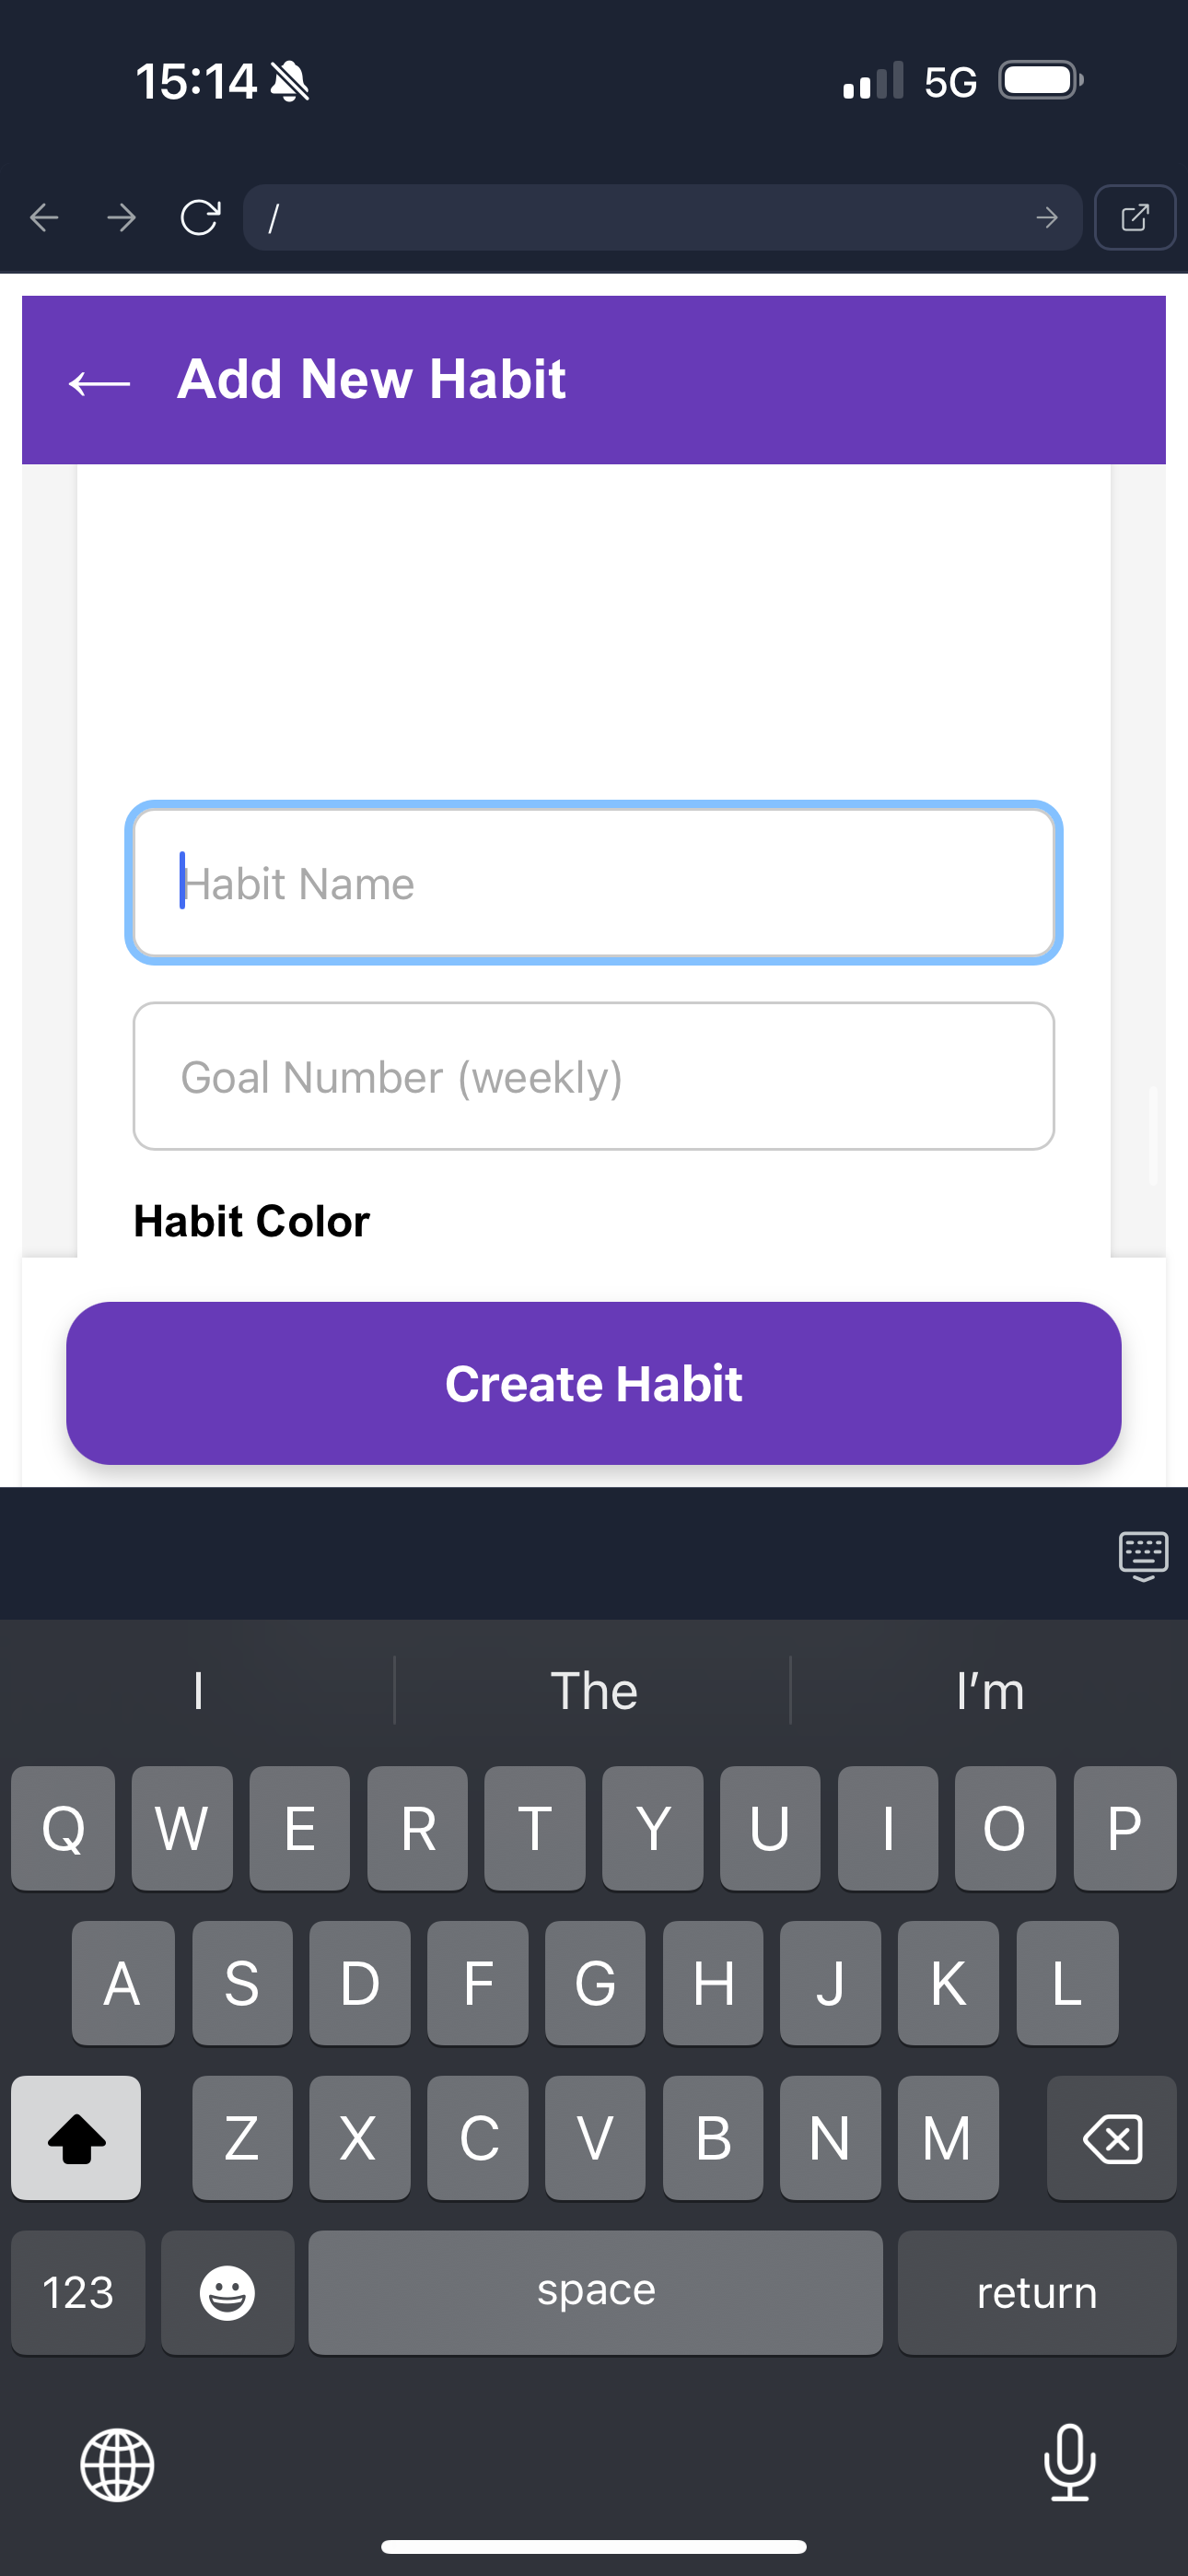 15:14 5G
/
Add New Habit
Habit Name
Goal Number (weekly)
Habit Color
Create Habit
I The I’m
Q W E R T Y U I O P
A S D F G H J K L
Z X C V B N M
123 space return